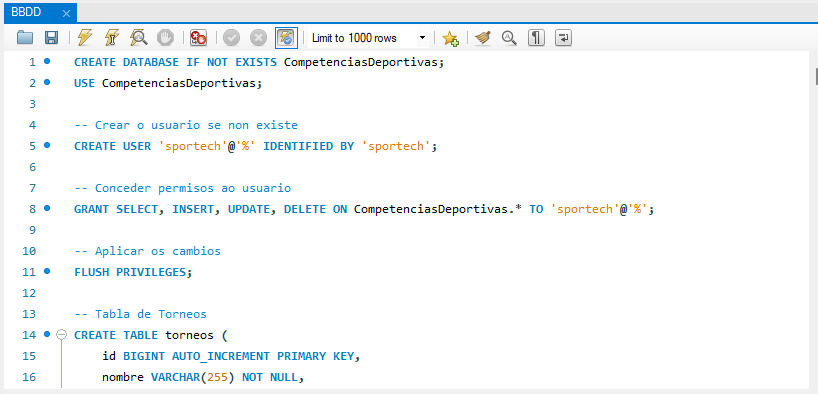 BBDD
Limit to 1000 rows
1 CREATE DATABASE IF NOT EXISTS CompetenciasDeportivas;
2 USE CompetenciasDeportivas;
3
4 -- Crear o usuario se non existe
5 CREATE USER 'sportech'@'%' IDENTIFIED BY 'sportech';
6
7 -- Conceder permisos ao usuario
8 GRANT SELECT, INSERT, UPDATE, DELETE ON CompetenciasDeportivas.* TO 'sportech'@'%';
9
10 -- Aplicar os cambios
11 FLUSH PRIVILEGES;
12
13 -- Tabla de Torneos
14 CREATE TABLE torneos (
15 id BIGINT AUTO_INCREMENT PRIMARY KEY,
16 nombre VARCHAR(255) NOT NULL,